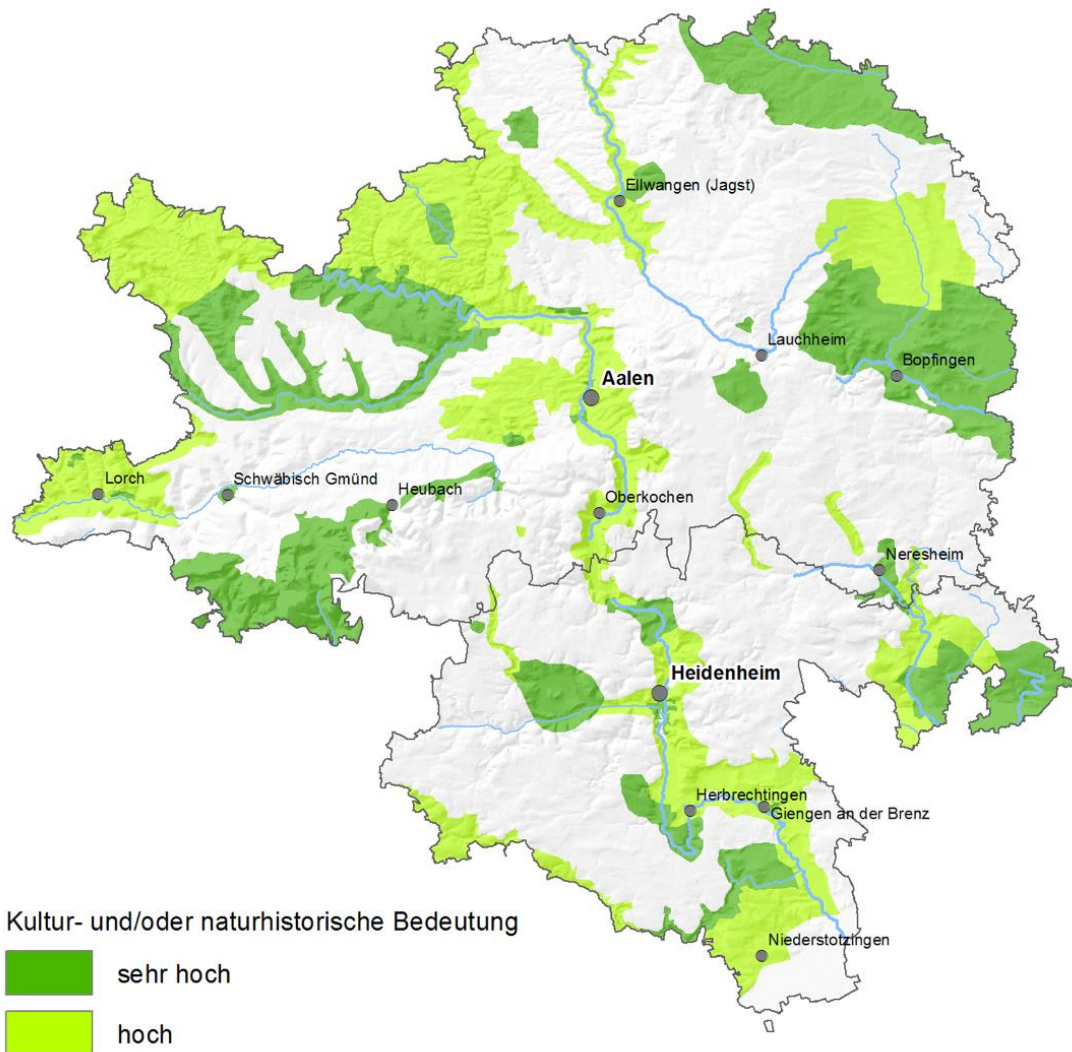 Ellwangen (Jagst)
Lauchheim
Bopfingen
Aalen
Lorch
Schwäbisch Gmünd
Heubach
Oberkochen
Neresheim
Heidenheim
Herbrechtingen
Giengen an der Brenz
Niederstotzingen
Kultur- und/oder naturhistorische Bedeutung
sehr hoch
hoch